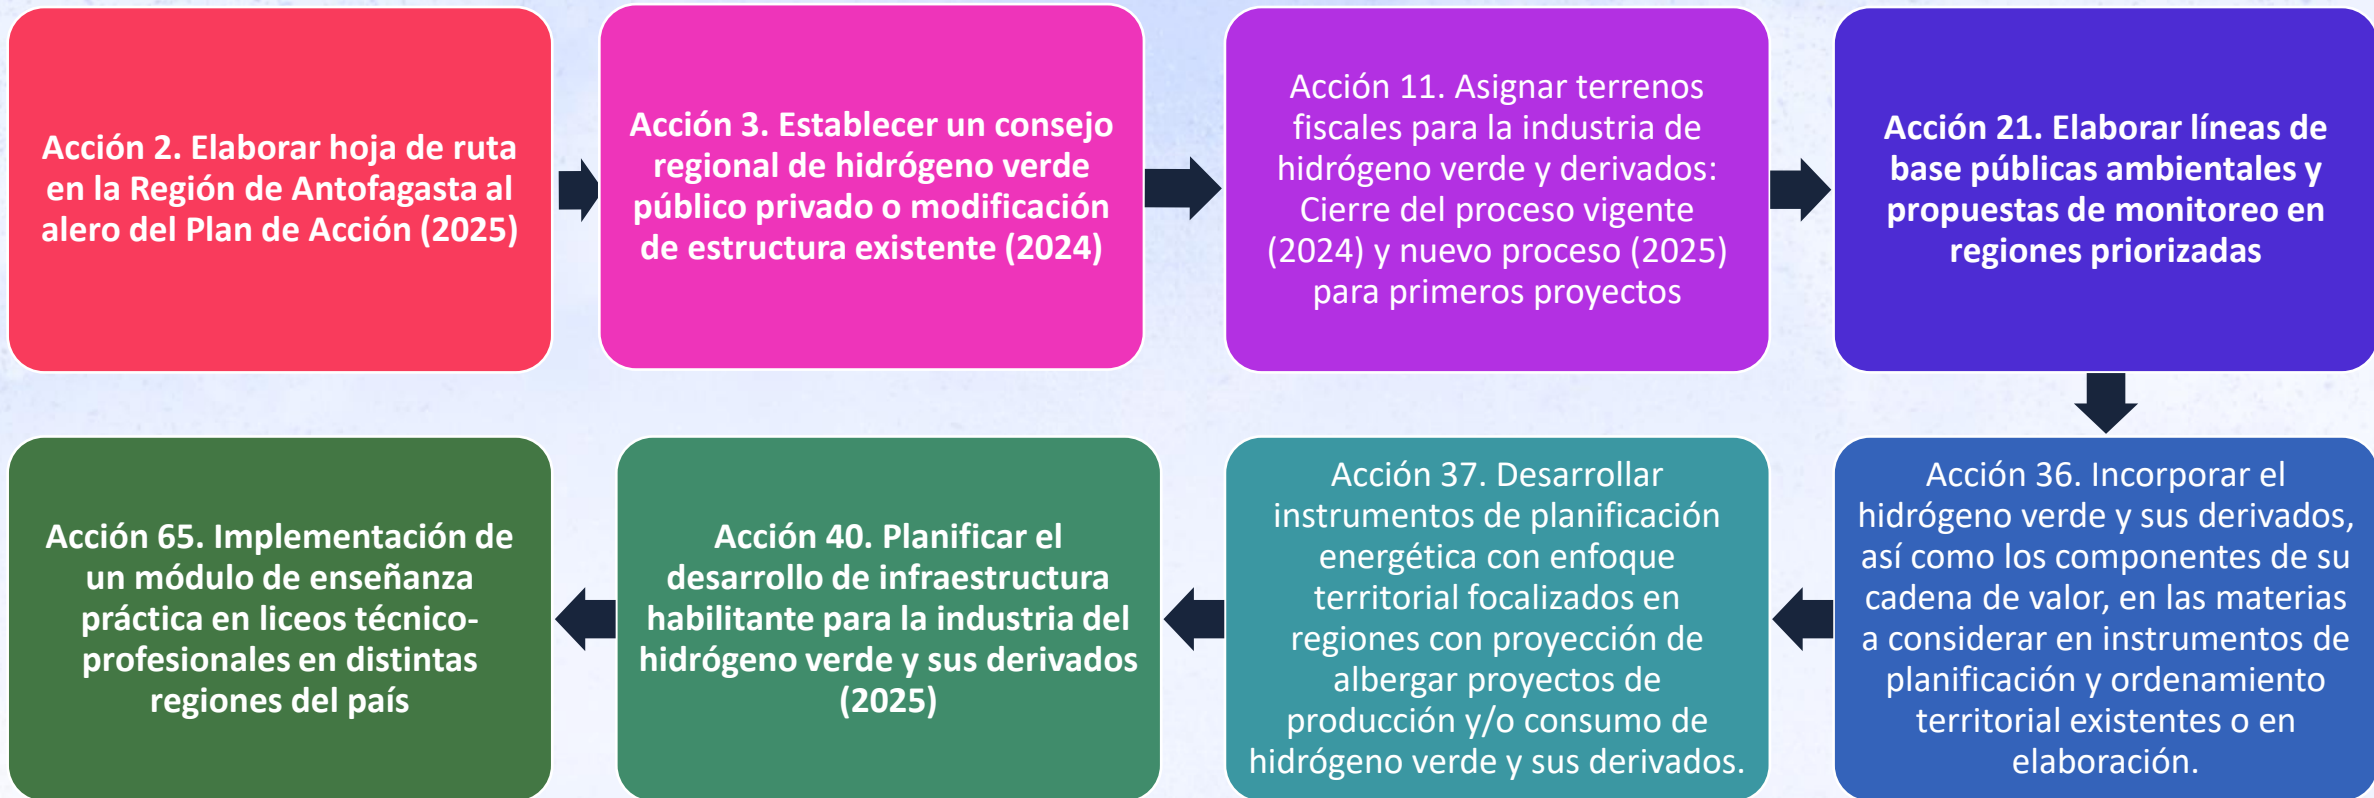 Acción 2. Elaborar hoja de ruta
en la Región de Antofagasta al
alero del Plan de Acción (2025)
Acción 3. Establecer un consejo
regional de hidrógeno verde
público privado o modificación
de estructura existente (2024)
Acción 11. Asignar terrenos
fiscales para la industria de
hidrógeno verde y derivados:
Cierre del proceso vigente
(2024) y nuevo proceso (2025)
para primeros proyectos
Acción 21. Elaborar líneas de
base públicas ambientales y
propuestas de monitoreo en
regiones priorizadas
Acción 36. Incorporar el
hidrógeno verde y sus derivados,
así como los componentes de su
cadena de valor, en las materias
a considerar en instrumentos de
planificación y ordenamiento
territorial existentes o en
elaboración.
Acción 37. Desarrollar
instrumentos de planificación
energética con enfoque
territorial focalizados en
regiones con proyección de
albergar proyectos de
producción y/o consumo de
hidrógeno verde y sus derivados.
Acción 40. Planificar el
desarrollo de infraestructura
habilitante para la industria del
hidrógeno verde y sus derivados
(2025)
Acción 65. Implementación de
un módulo de enseñanza
práctica en liceos técnico-
profesionales en distintas
regiones del país